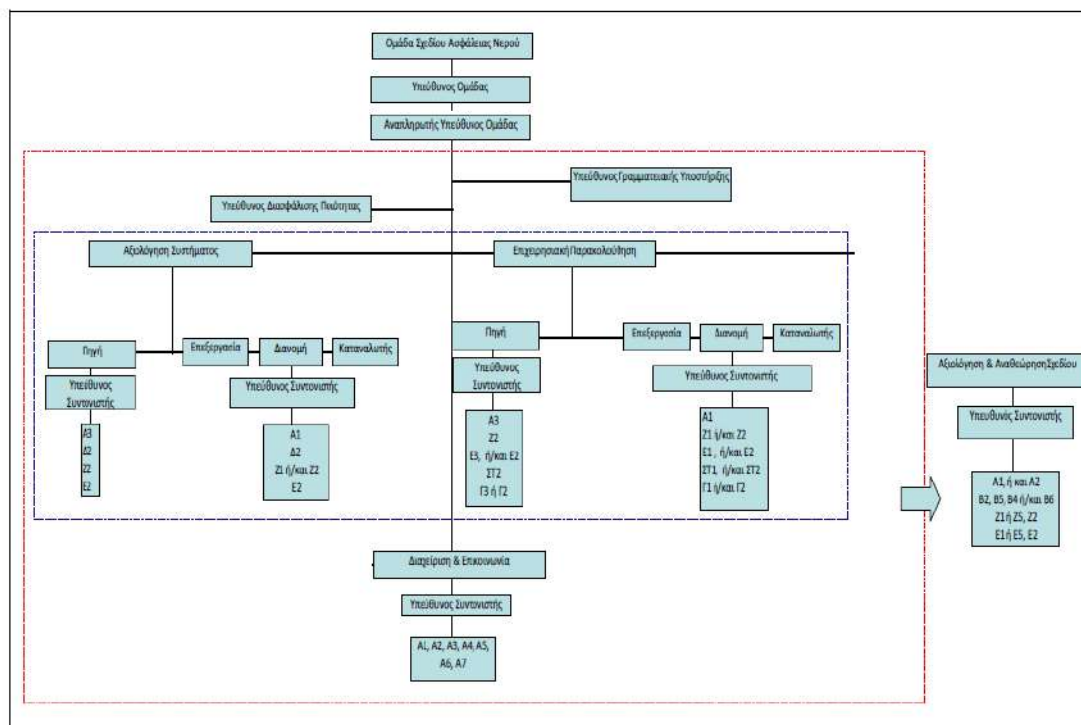 Ομάδα Σχεδίου Ασφάλειας Νερού
Υπεύθυνος Ομάδας
Αναπληρωτής Υπεύθυνος Ομάδας
Υπεύθυνος Γραμματειακής Υποστήρξης
Υπεύθυνος Διασφάλισης Ποιότητας
Αξιολόγηση Συστήματος
Επιχειρησιακή Παρακολούθηση
Πηγή
Επεξεργασία
Διανομή
Καταναλωτής
Υπεύθυνος
Συντονιστής
Α3
Δ2
Ζ2
Ε2
Υπεύθυνος Συντονιστής
Α1
Δ2
Ζ1 ή/και Ζ2
Ε2
Πηγή
Επεξεργασία
Διανομή
Καταναλωτής
Υπεύθυνος
Συντονιστής
Α3
Ζ2
Ε3, ή/και Ε2
ΣΤ2
Γ3 ή Γ2
Υπεύθυνος Συντονιστής
Α1
Ζ1 ή/και Ζ2
Ε1 , ή/και Ε2
ΣΤ1, ή/και ΣΤ2
Γ1 ή/και Γ2
Αξιολόγηση & Αναθεώρηση Σχεδίου
Υπευθυνος Συντονιστής
Α1, ή και Α2
Β2, Β5, Β4 ή/και Β6
Ζ1 ή Ζ5, Ζ2
Ε1 ή Ε5, Ε2
Διαχείριση & Επικοινωνία
Υπεύθυνος Συντονιστής
Α1, Α2, Α3, Α4, Α5,
Α6, Α7